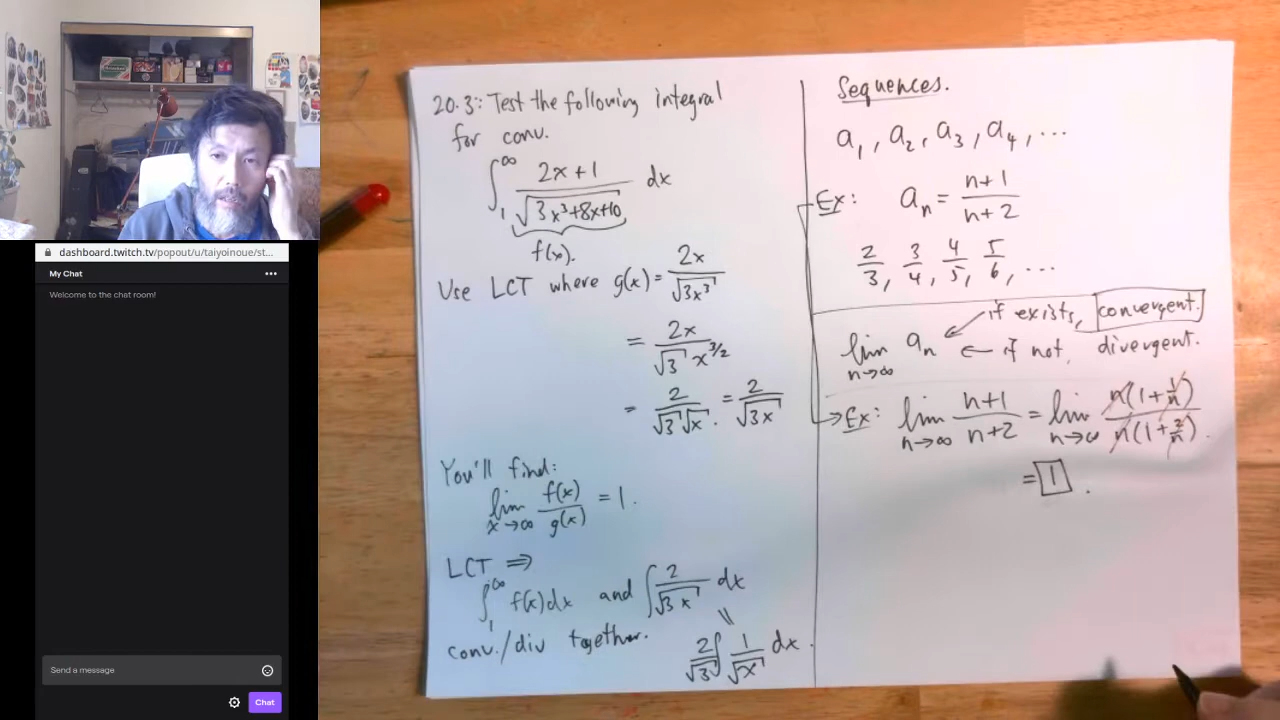 dashboard.twitch.tv/popout/u/taiyoinoue/st...
My Chat
Welcome to the chat room!
Send a message
Chat
20.3: Test the following integral
for conv.
∫₁^∞ (2x+1)/√(3x³+8x+10) dx
f(x).
Use LCT where g(x) = 2x/√(3x³)
= 2x/(√3 x^(3/2))
= 2/(√3 √x). = 2/√(3x)
You'll find:
lim x→∞ f(x)/g(x) = 1.
LCT ⇒
∫₁^∞ f(x)dx and ∫ 2/√(3x) dx
conv./div together.
2/√3 ∫ 1/√x dx.
Sequences.
a₁, a₂, a₃, a₄, ...
Ex: aₙ = (n+1)/(n+2)
2/3, 3/4, 4/5, 5/6, ...
if exists, convergent.
lim n→∞ aₙ ← if not, divergent.
Ex: lim n→∞ (n+1)/(n+2) = lim n→∞ n(1+1/n)/n(1+2/n).
= 1.